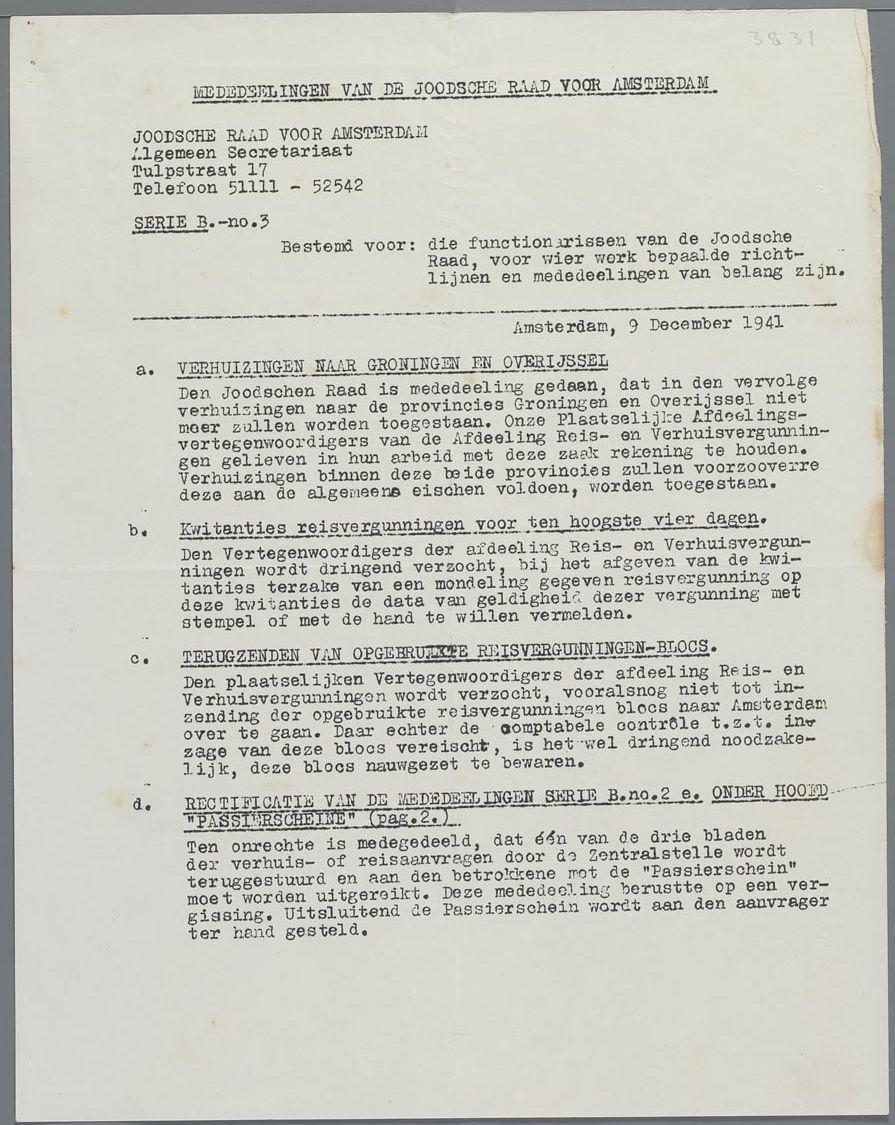 3831
MEDEDEELINGEN VAN DE JOODSCHE RAAD VOOR AMSTERDAM
JOODSCHE RAAD VOOR AMSTERDAM
Algemeen Secretariaat
Tulpstraat 17
Telefoon 51111 - 52542
SERIE B.-no.3
Bestemd voor: die functionarissen van de Joodsche
Raad, voor wier werk bepaalde richt-
lijnen en mededeelingen van belang zijn.
Amsterdam, 9 December 1941
a. VERHUIZINGEN NAAR GRONINGEN EN OVERIJSSEL
Den Joodschen Raad is mededeeling gedaan, dat in den vervolge
verhuizingen naar de provincies Groningen en Overijssel niet
meer zullen worden toegestaan. Onze Plaatselijke Afdeelings-
vertegenwoordigers van de Afdeeling Reis- en Verhuisvergunnin-
gen gelieven in hun arbeid met deze zaak rekening te houden.
Verhuizingen binnen deze beide provincies zullen voorzooverre
deze aan de algemeene eischen voldoen, worden toegestaan.
b. Kwitanties reisvergunningen voor ten hoogste vier dagen.
Den Vertegenwoordigers der afdeeling Reis- en Verhuisvergun-
ningen wordt dringend verzocht, bij het afgeven van de kwi-
tanties terzake van een mondeling gegeven reisvergunning op
deze kwitanties de data van geldigheid dezer vergunning met
stempel of met de hand te willen vermelden.
c. TERUGZENDEN VAN OPGEBRUIKTE REISVERGUNNINGEN-BLOCS.
Den plaatselijken Vertegenwoordigers der afdeeling Reis- en
Verhuisvergunningen wordt verzocht, vooralsnog niet tot in-
zending der opgebruikte reisvergunningen blocs naar Amsterdam
over te gaan. Daar echter de comptabele contrôle t.z.t. in-
zage van deze blocs vereischt, is het wel dringend noodzake-
lijk, deze blocs nauwgezet te bewaren.
d. RECTIFICATIE VAN DE MEDEDEELINGEN SERIE B.no.2 e. ONDER HOOFD
"PASSIERSCHEINE" (pag.2.)
Ten onrechte is medegedeeld, dat één van de drie bladen
der verhuis- of reisaanvragen door de Zentralstelle wordt
teruggestuurd en aan den betrokkene met de "Passierschein"
moet worden uitgereikt. Deze mededeeling berustte op een ver-
gissing. Uitsluitend de Passierschein wordt aan den aanvrager
ter hand gesteld.